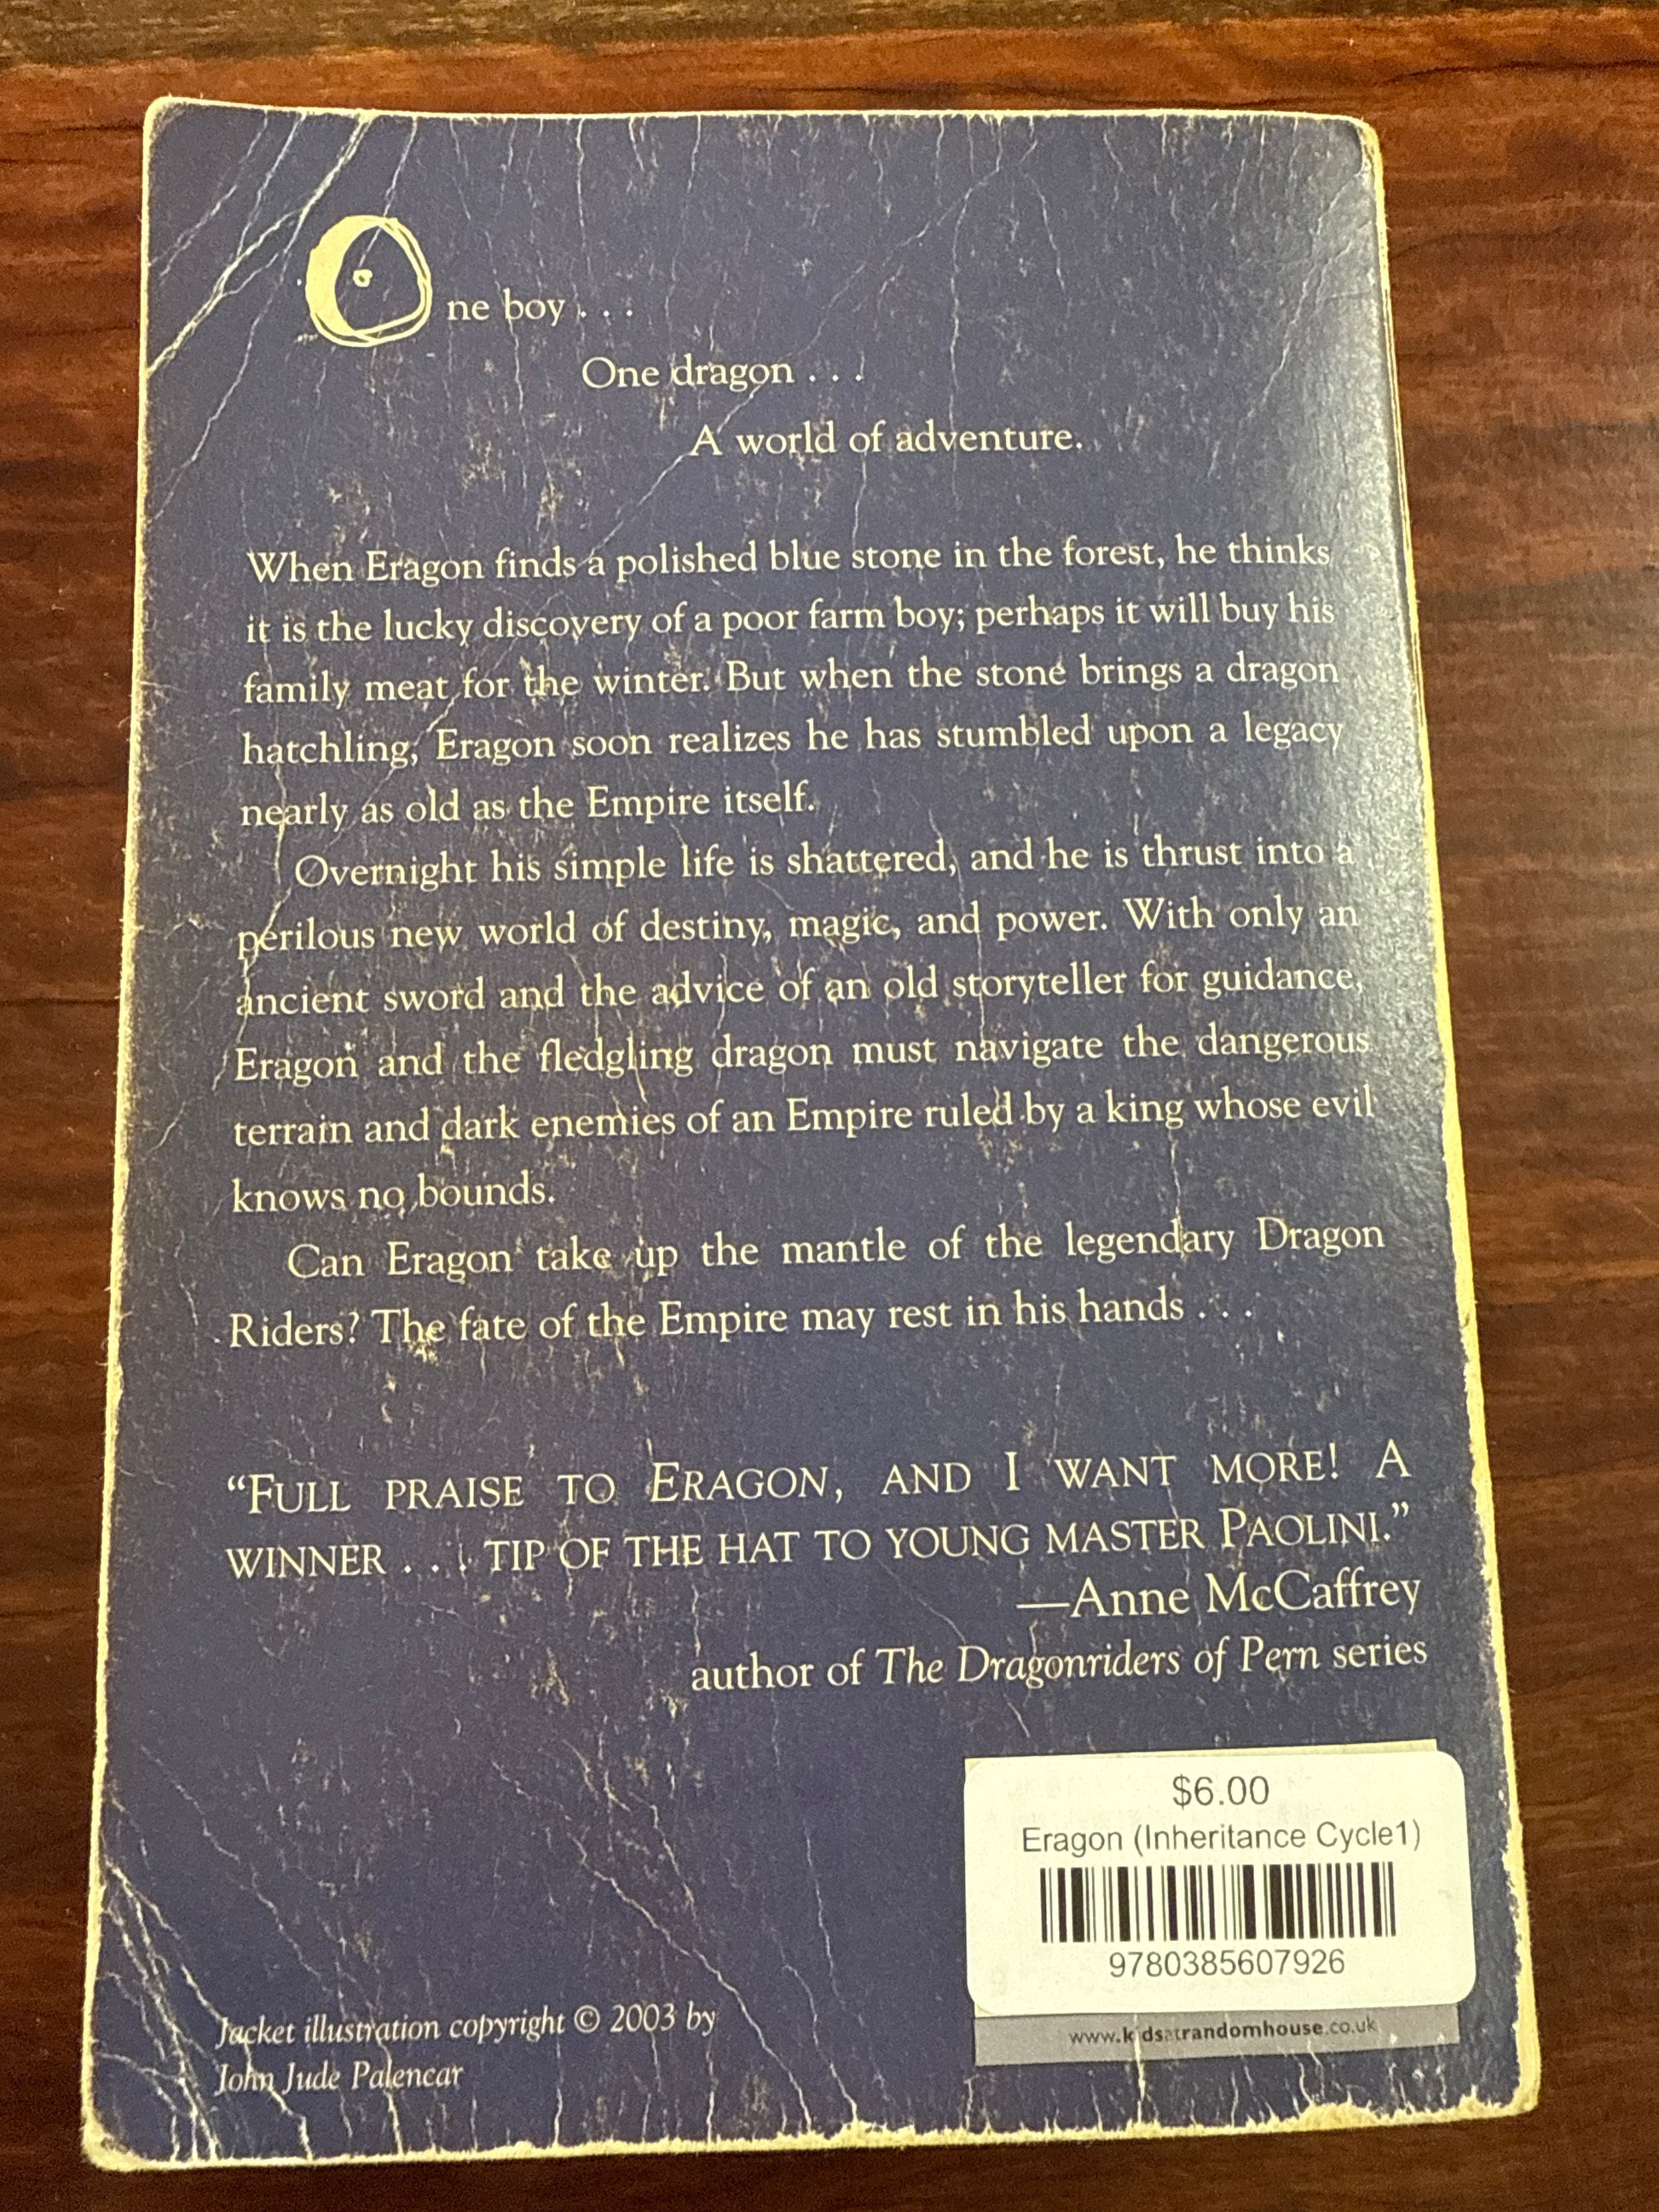 One boy . . .
One dragon . . .
A world of adventure.
When Eragon finds a polished blue stone in the forest, he thinks
it is the lucky discovery of a poor farm boy; perhaps it will buy his
family meat for the winter. But when the stone brings a dragon
hatchling, Eragon soon realizes he has stumbled upon a legacy
nearly as old as the Empire itself.
Overnight his simple life is shattered, and he is thrust into a
perilous new world of destiny, magic, and power. With only an
ancient sword and the advice of an old storyteller for guidance,
Eragon and the fledgling dragon must navigate the dangerous
terrain and dark enemies of an Empire ruled by a king whose evil
knows no bounds.
Can Eragon take up the mantle of the legendary Dragon
Riders? The fate of the Empire may rest in his hands . . .
“FULL PRAISE TO ERAGON, AND I WANT MORE! A
WINNER . . . TIP OF THE HAT TO YOUNG MASTER PAOLINI.”
—Anne McCaffrey
author of The Dragonriders of Pern series
$6.00
Eragon (Inheritance Cycle1)
9780385607926
www.kidsatrandomhouse.co.uk
Jacket illustration copyright © 2003 by
John Jude Palencar